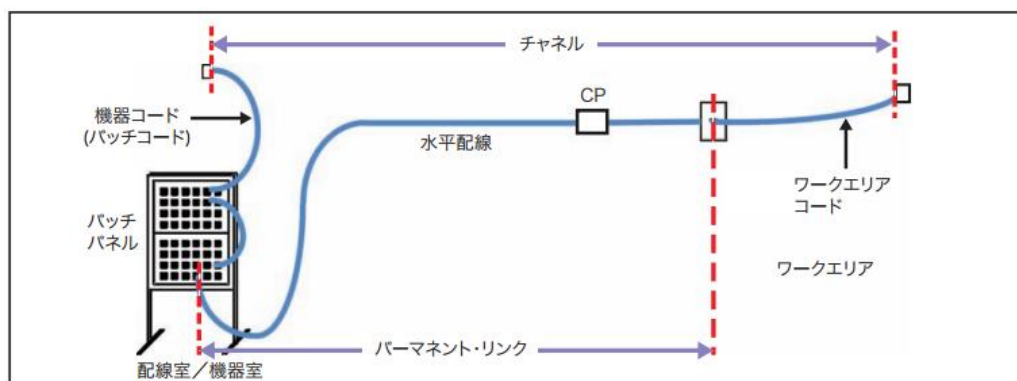 チャネル
機器コード
(パッチコード)
CP
水平配線
ワークエリア
コード
パッチ
パネル
ワークエリア
パーマネント・リンク
配線室／機器室